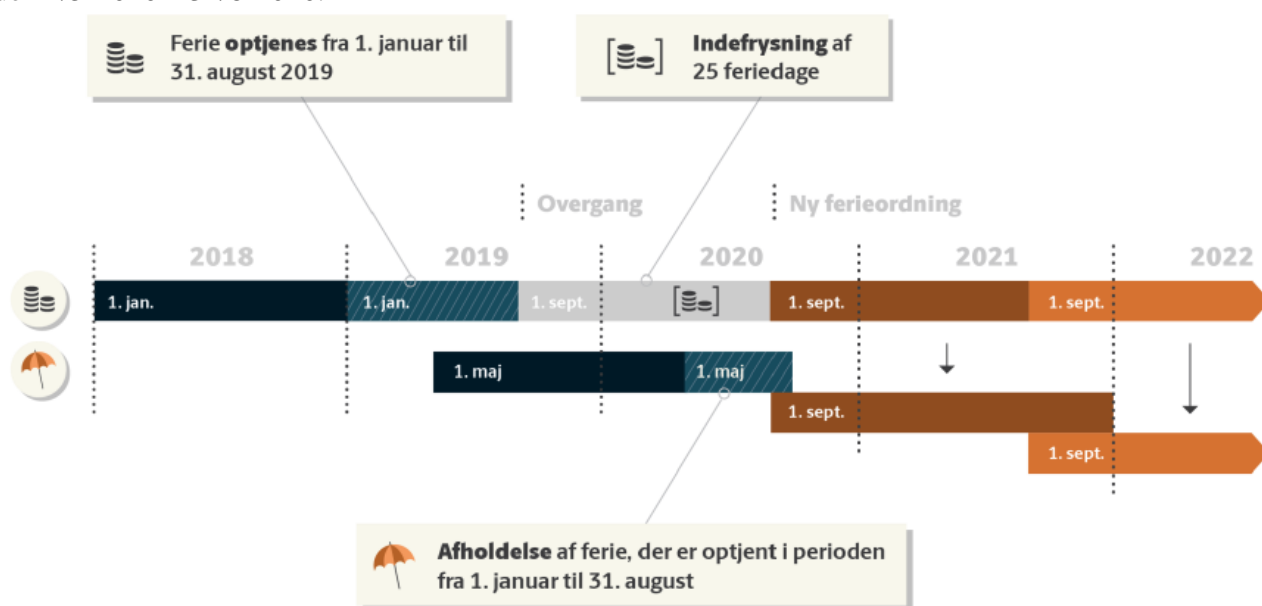 Ferie optjenes fra 1. januar til
31. august 2019
Indefrysning af
25 feriedage
Overgang
Ny ferieordning
2018
2019
2020
2021
2022
1. jan.
1. jan.
1. sept.
1. sept.
1. sept.
1. maj
1. maj
1. sept.
1. sept.
Afholdelse af ferie, der er optjent i perioden
fra 1. januar til 31. august